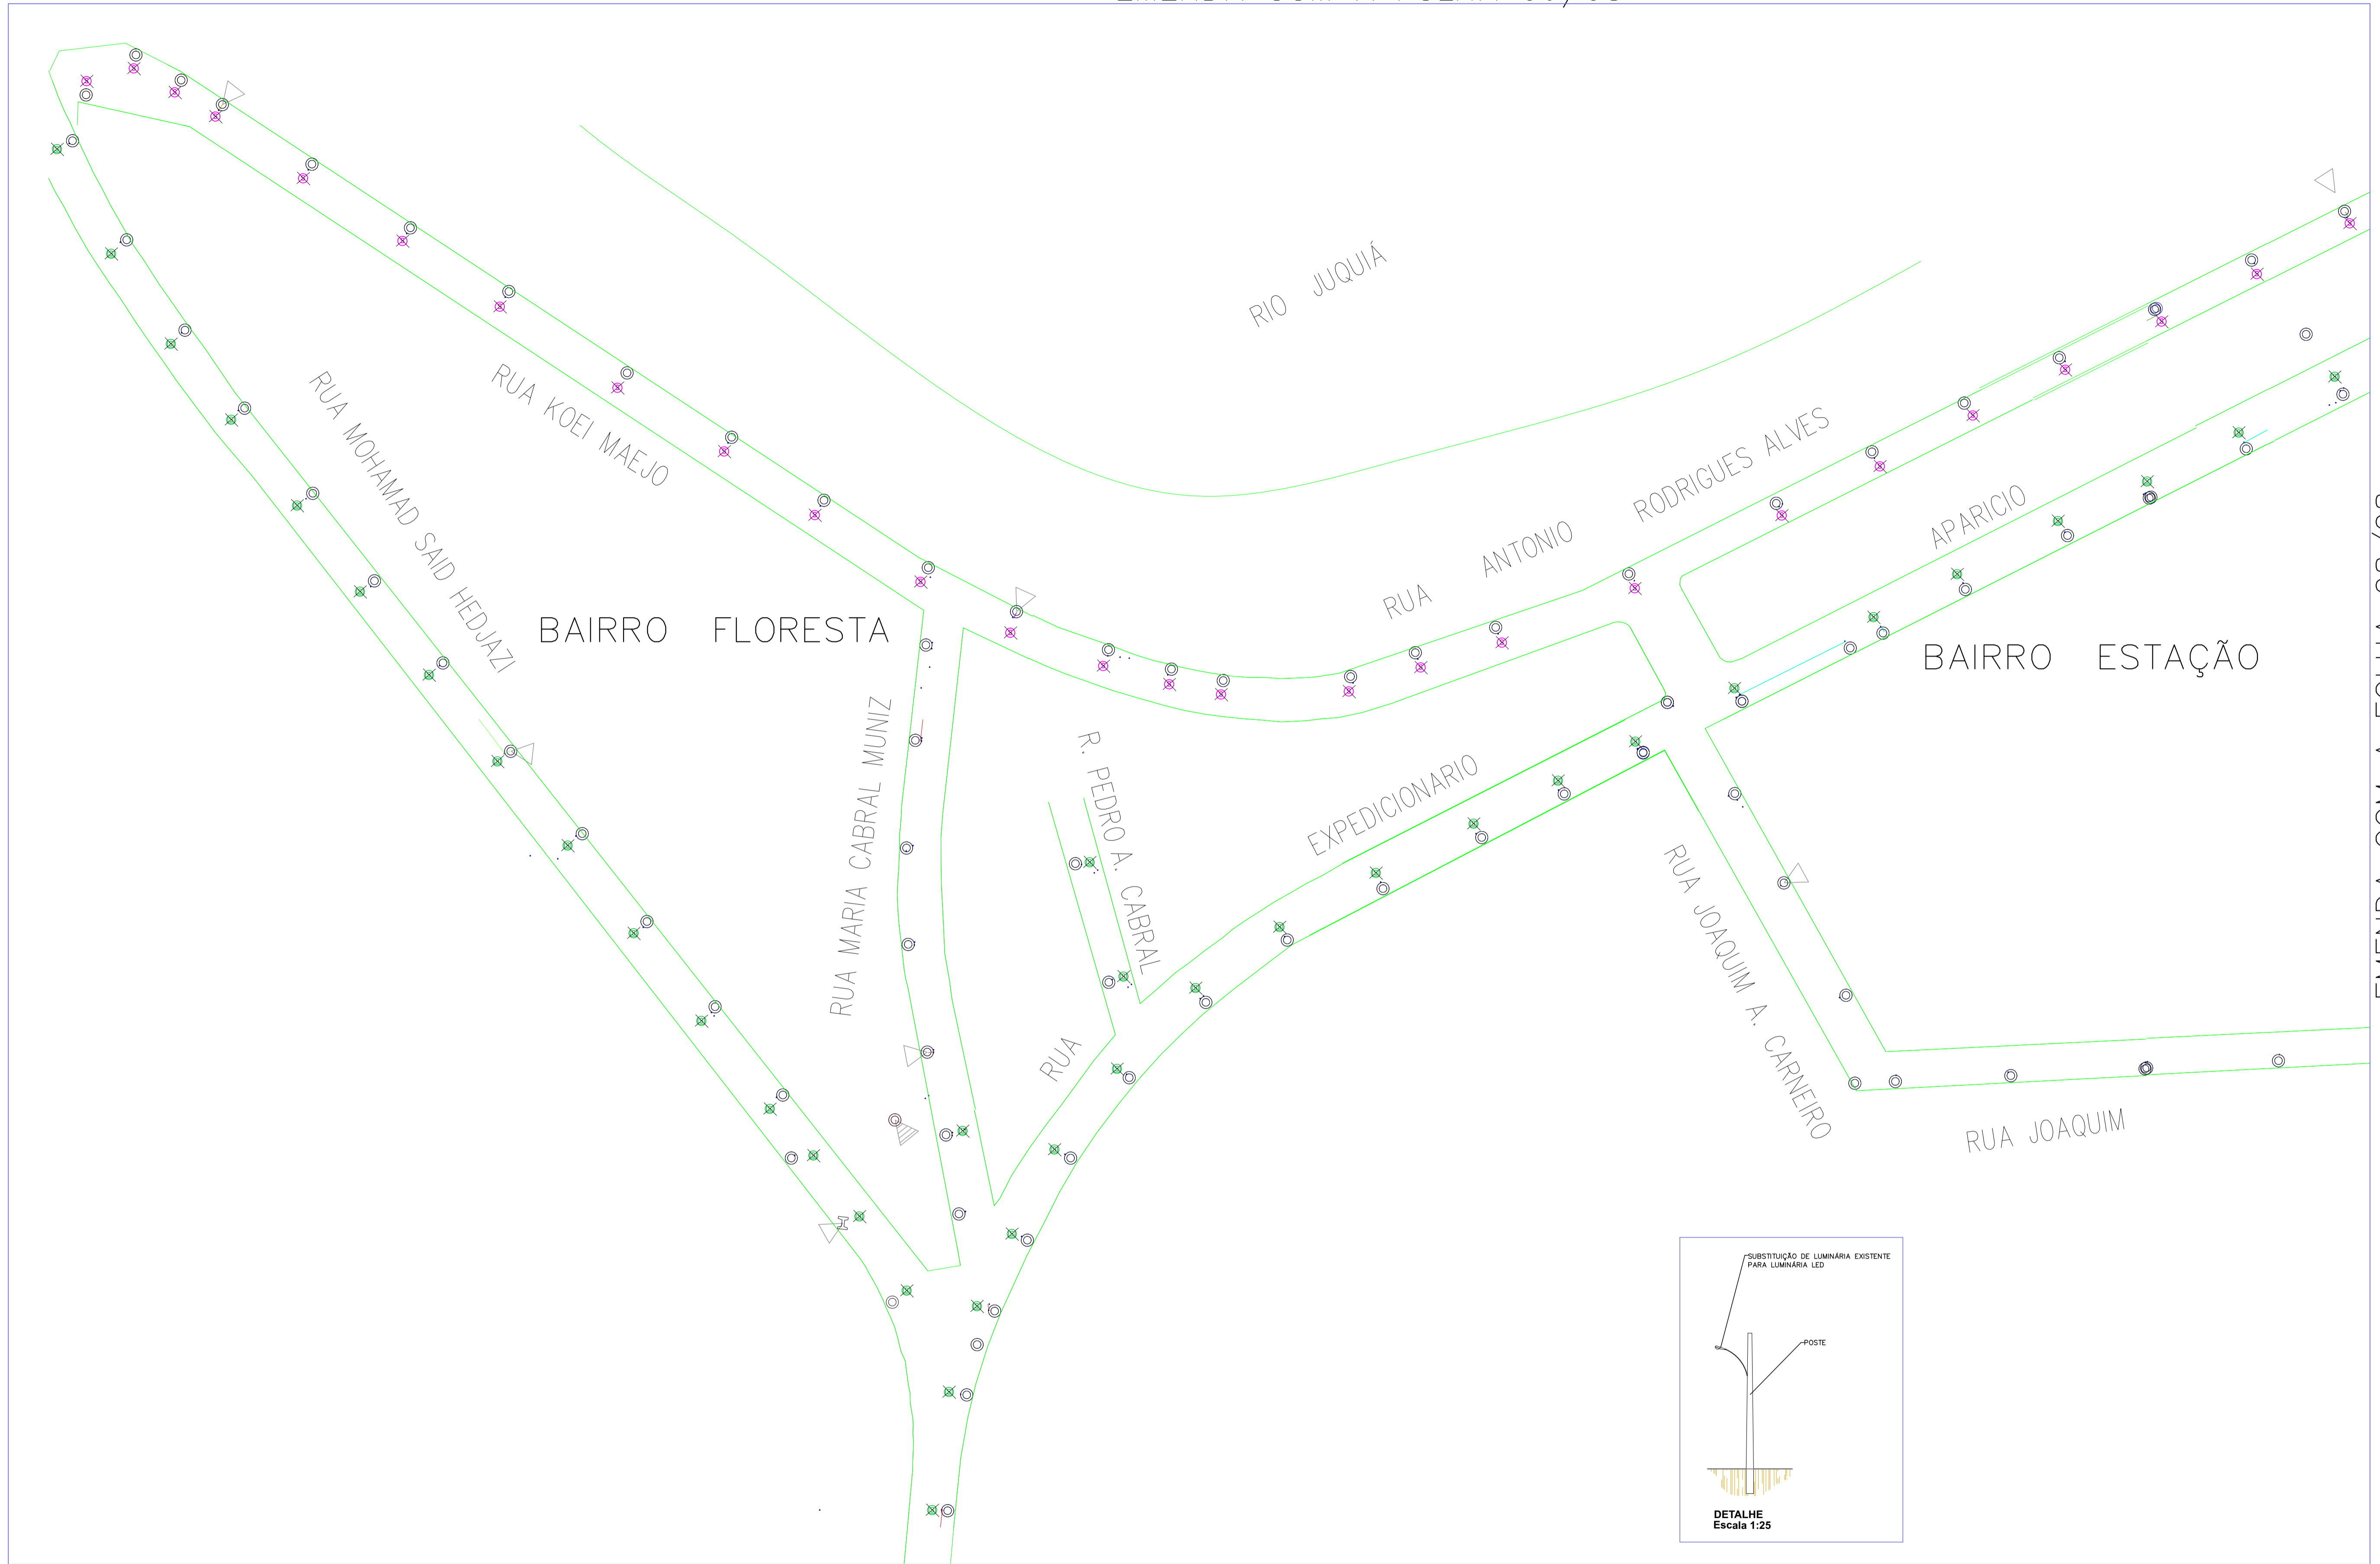 RIO JUQUIÁ
RUA KOEI MAEJO
RUA MOHAMAD SAID HEDJAZI
RUA ANTONIO RODRIGUES ALVES
APARICIO
BAIRRO FLORESTA
BAIRRO ESTAÇÃO
RUA MARIA CABRAL MUNIZ
R. PEDRO A. CABRAL
EXPEDICIONARIO
RUA
RUA JOAQUIM A. CARNEIRO
RUA JOAQUIM
SUBSTITUIÇÃO DE LUMINÁRIA EXISTENTE
PARA LUMINÁRIA LED
POSTE
DETALHE
Escala 1:25